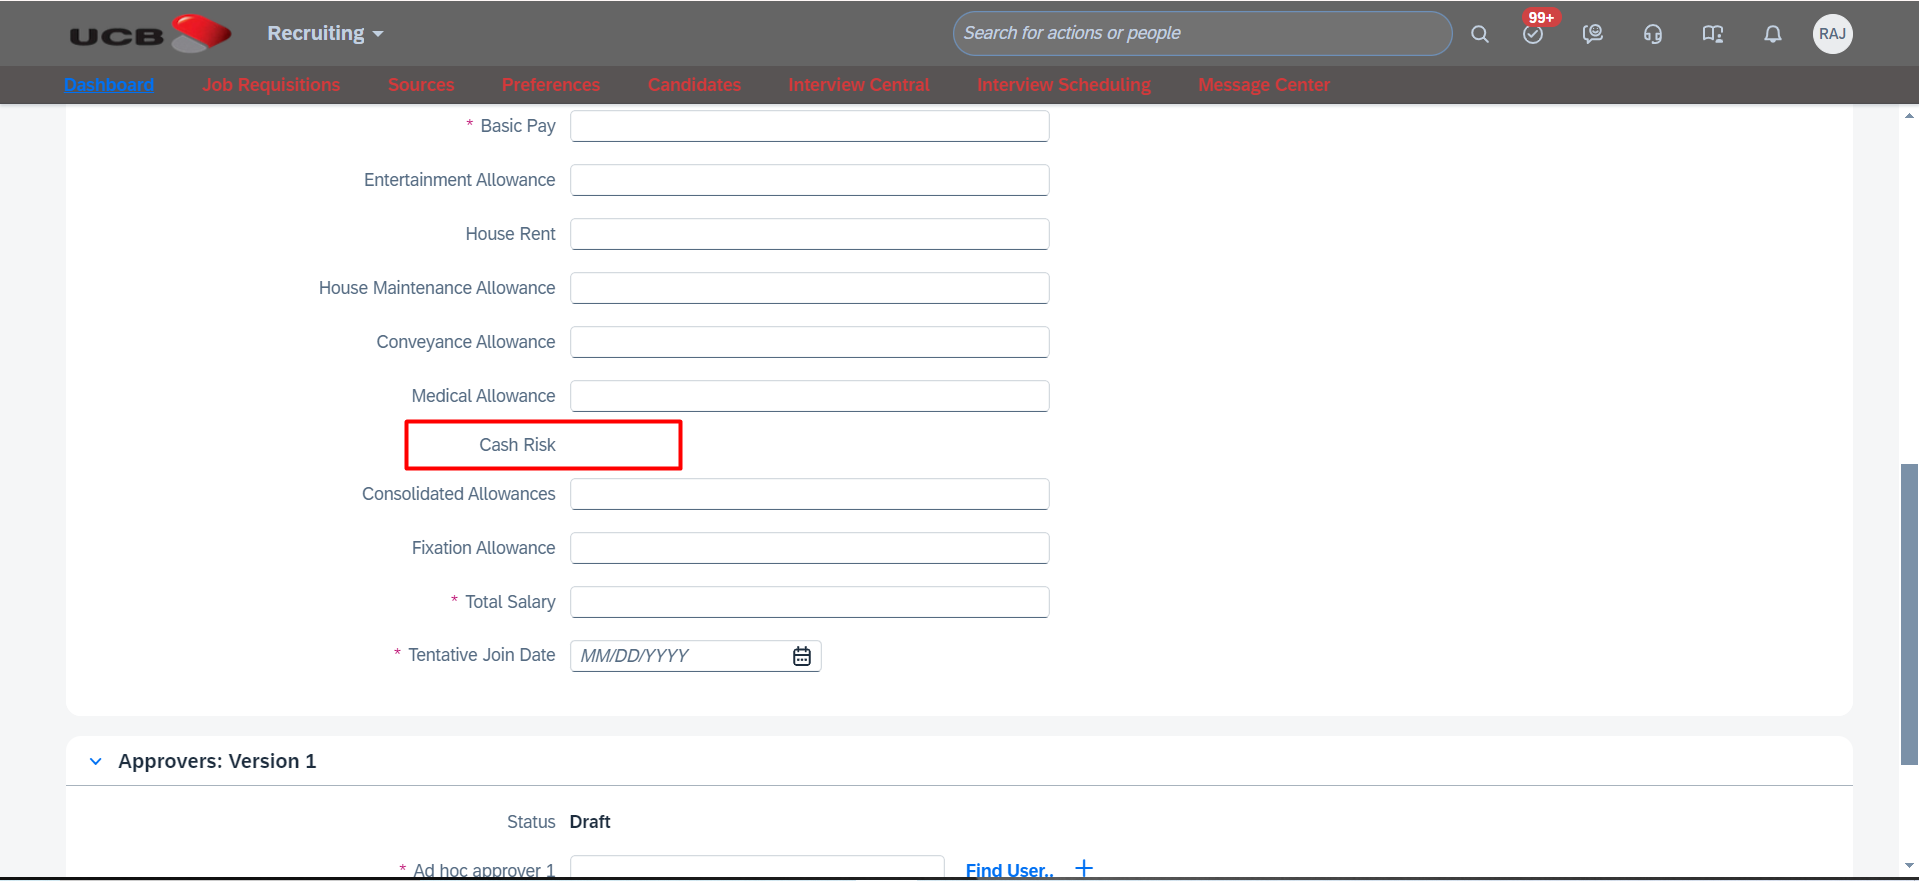 UCB
Recruiting
Search for actions or people
99+
RAJ
Dashboard Job Requisitions Sources Preferences Candidates Interview Central Interview Scheduling Message Center
* Basic Pay
Entertainment Allowance
House Rent
House Maintenance Allowance
Conveyance Allowance
Medical Allowance
Cash Risk
Consolidated Allowances
Fixation Allowance
* Total Salary
* Tentative Join Date MM/DD/YYYY
Approvers: Version 1
Status Draft
* Ad hoc approver 1 Find User..